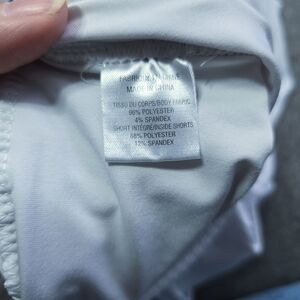 FABRIQUÉ EN CHINE
MADE IN CHINA
TISSU DU CORPS/BODY FABRIC
96% POLYESTER
4% SPANDEX
SHORT INTÉGRÉ/INSIDE SHORTS
88% POLYESTER
12% SPANDEX